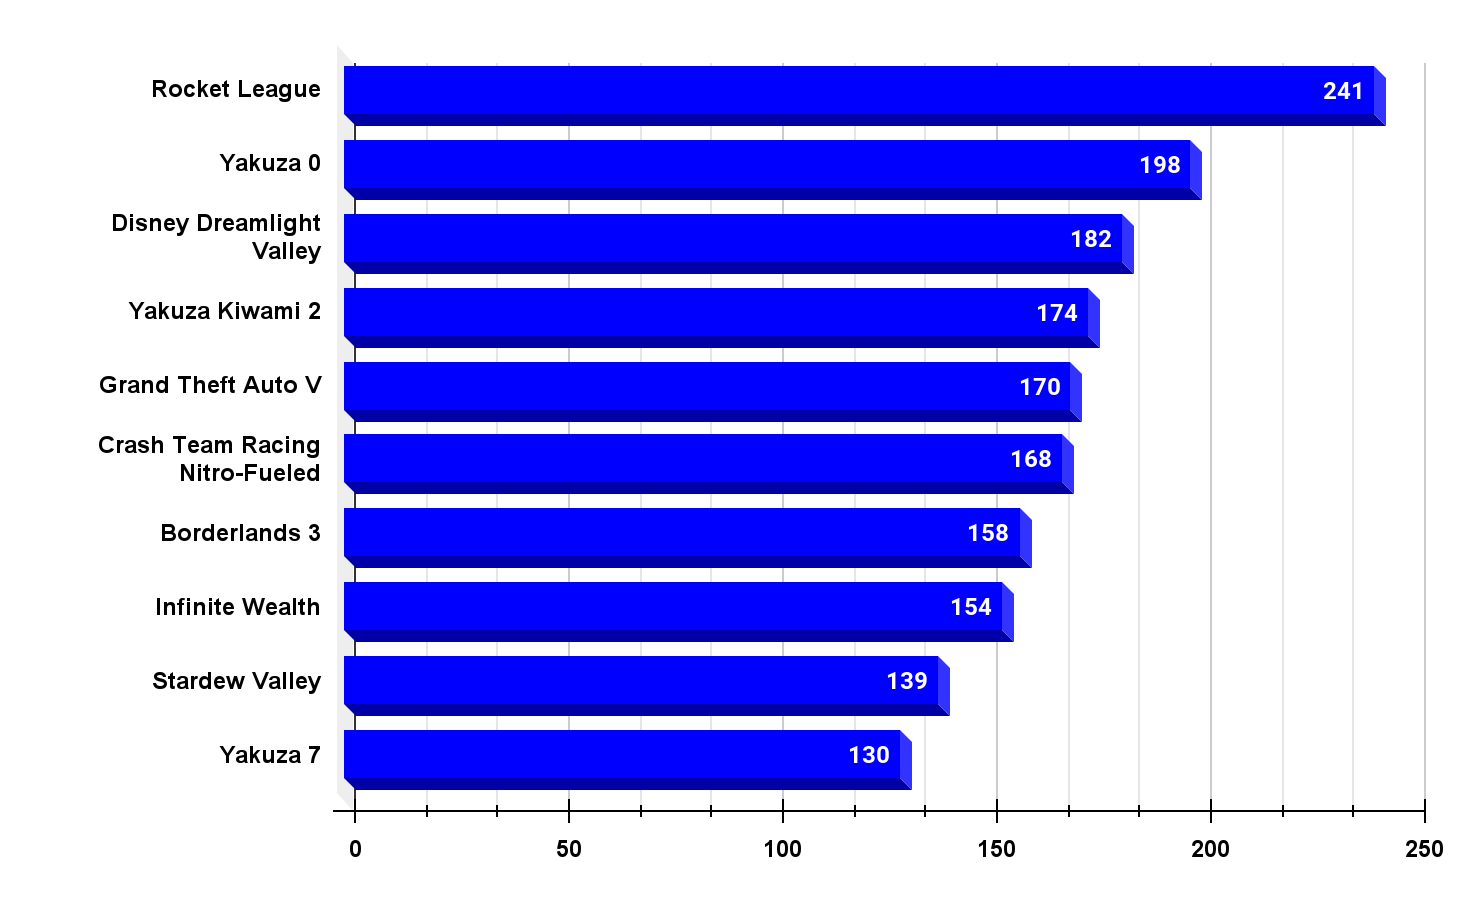 Rocket League
241
Yakuza 0
198
Disney Dreamlight
Valley
182
Yakuza Kiwami 2
174
Grand Theft Auto V
170
Crash Team Racing
Nitro-Fueled
168
Borderlands 3
158
Infinite Wealth
154
Stardew Valley
139
Yakuza 7
130
0 50 100 150 200 250